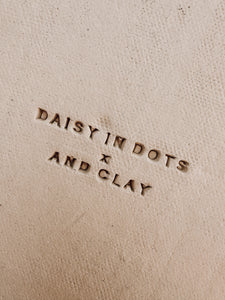 DAISY IN DOTS
x
AND CLAY